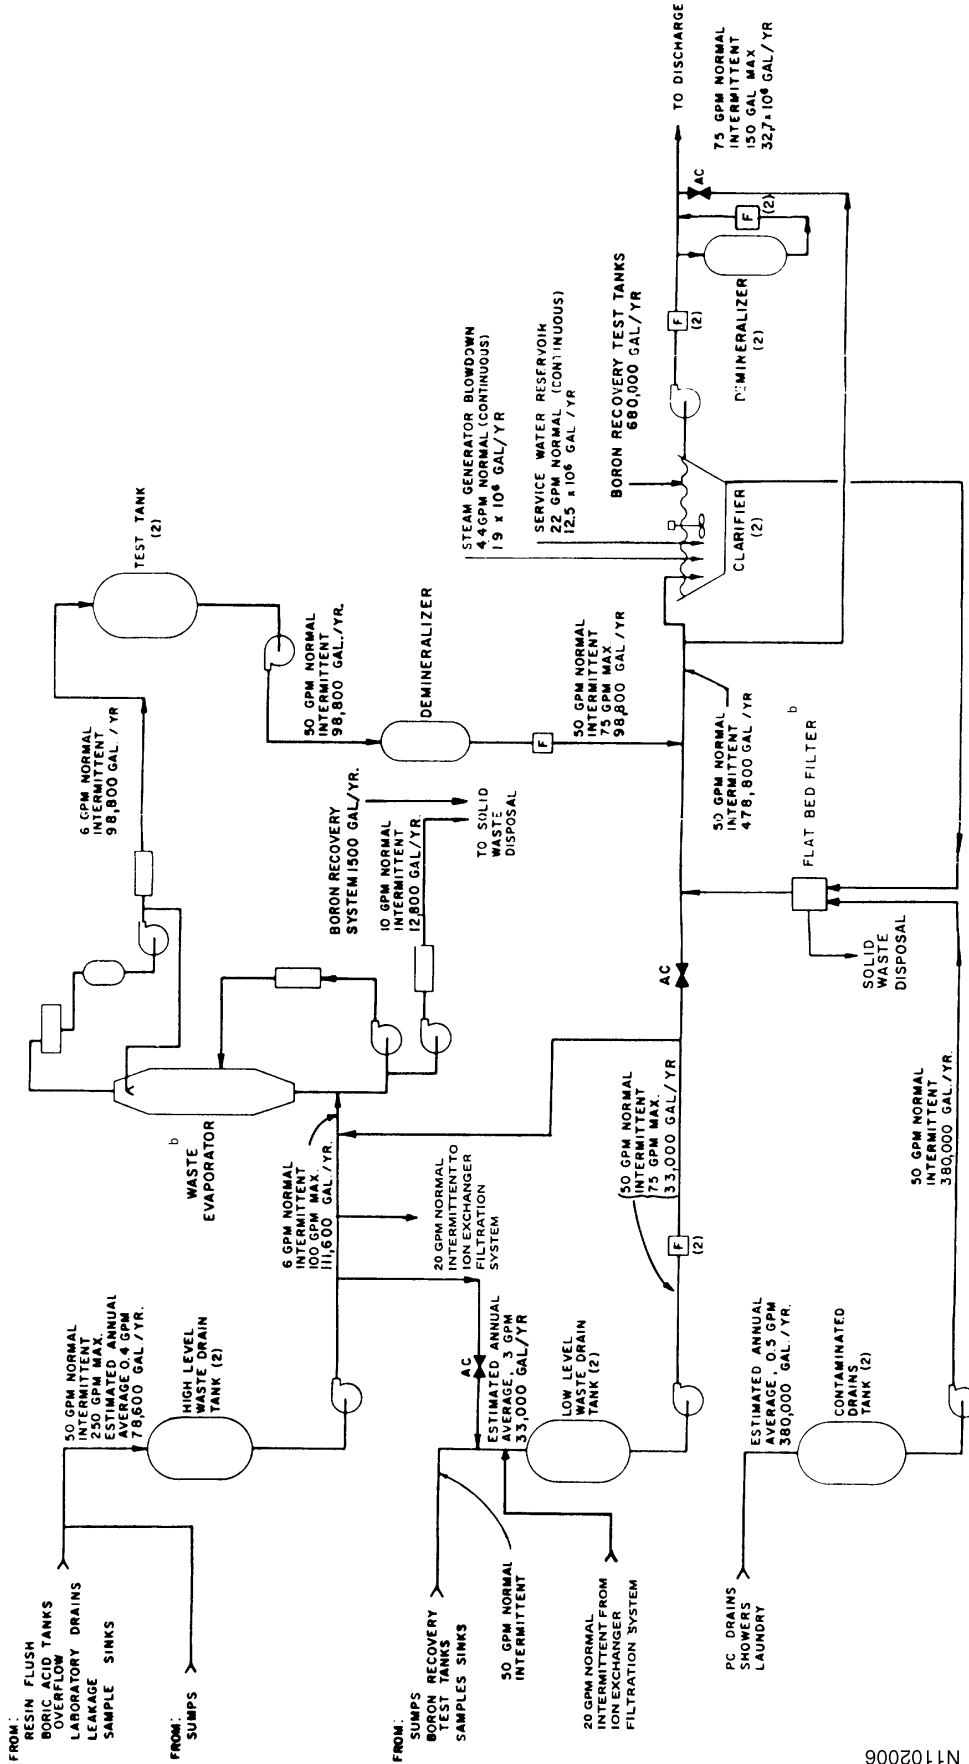 FROM:
RESIN FLUSH
BORIC ACID TANKS
OVERFLOW
LABORATORY DRAINS
LEAKAGE
SAMPLE SINKS
FROM:
SUMPS
50 GPM NORMAL
INTERMITTENT
250 GPM MAX.
ESTIMATED ANNUAL
AVERAGE 0.4 GPM
78,600 GAL./YR.
HIGH LEVEL
WASTE DRAIN
TANK (2)
6 GPM NORMAL
INTERMITTENT
100 GPM MAX.
111,600 GAL./YR.
20 GPM NORMAL
INTERMITTENT TO
ION EXCHANGER
FILTRATION
SYSTEM
WASTE
EVAPORATOR
b
6 GPM NORMAL
INTERMITTENT
98,800 GAL./YR
TEST TANK
(2)
BORON RECOVERY
SYSTEM 1500 GAL/YR.
10 GPM NORMAL
INTERMITTENT
12,800 GAL/YR.
TO SOLID
WASTE
DISPOSAL
50 GPM NORMAL
INTERMITTENT
98,800 GAL./YR.
DEMINERALIZER
F
50 GPM NORMAL
INTERMITTENT
75 GPM MAX
98,800 GAL/YR
FROM:
SUMPS
BORON RECOVERY
TEST TANKS
SAMPLES SINKS
50 GPM NORMAL
INTERMITTENT
20 GPM NORMAL
INTERMITTENT FROM
ION EXCHANGER
FILTRATION SYSTEM
AC
ESTIMATED ANNUAL
AVERAGE, 3 GPM
33,000 GAL/YR
LOW LEVEL
WASTE DRAIN
TANK (2)
F
(2)
50 GPM NORMAL
INTERMITTENT
75 GPM MAX.
33,000 GAL/YR
AC
50 GPM NORMAL
INTERMITTENT
478,800 GAL/YR
STEAM GENERATOR BLOWDOWN
4.4 GPM NORMAL (CONTINUOUS)
19 x 10⁶ GAL/YR
SERVICE WATER RESERVOIR
22 GPM NORMAL (CONTINUOUS)
12.5 x 10⁶ GAL/YR
BORON RECOVERY TEST TANKS
680,000 GAL/YR
CLARIFIER
(2)
F
(2)
DEMINERALIZER
(2)
F
(2)
AC
TO DISCHARGE
75 GPM NORMAL
INTERMITTENT
150 GAL MAX
32.7 x 10⁶ GAL/YR
PC DRAINS
SHOWERS
LAUNDRY
ESTIMATED ANNUAL
AVERAGE, 0.5 GPM
380,000 GAL./YR.
CONTAMINATED
DRAINS
TANK (2)
50 GPM NORMAL
INTERMITTENT
380,000 GAL./YR.
SOLID
WASTE
DISPOSAL
FLAT BED FILTER
b
N1102006